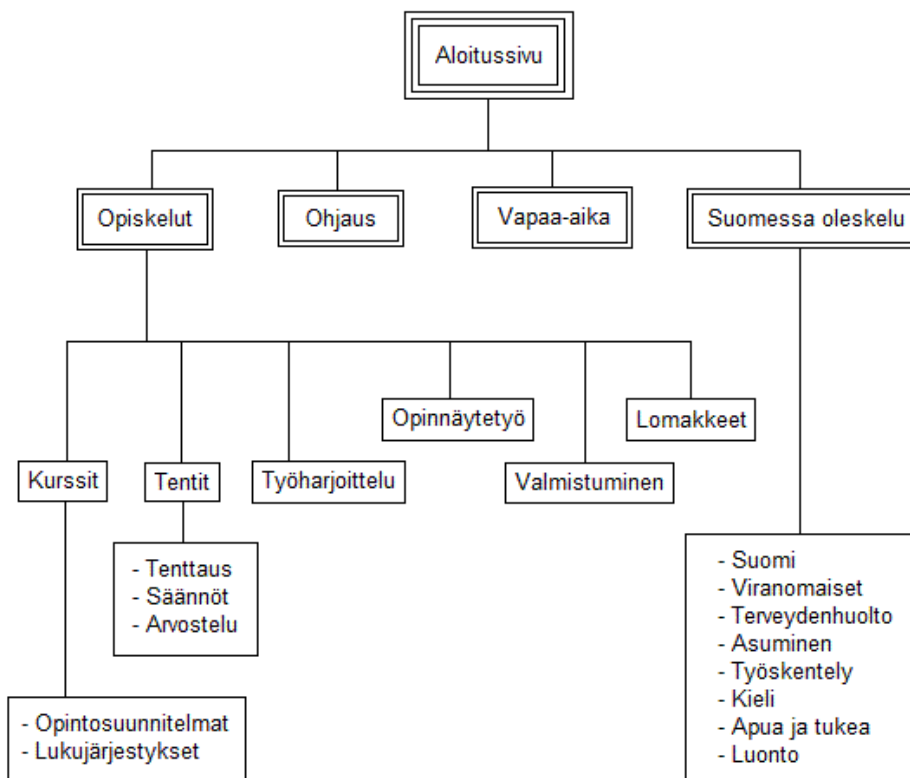 Aloitussivu
Opiskelut
Ohjaus
Vapaa-aika
Suomessa oleskelu
Opinnäytetyö
Lomakkeet
Kurssit
Tentit
Työharjoittelu
Valmistuminen
- Tenttaus
- Säännöt
- Arvostelu
- Opintosuunnitelmat
- Lukujärjestykset
- Suomi
- Viranomaiset
- Terveydenhuolto
- Asuminen
- Työskentely
- Kieli
- Apua ja tukea
- Luonto